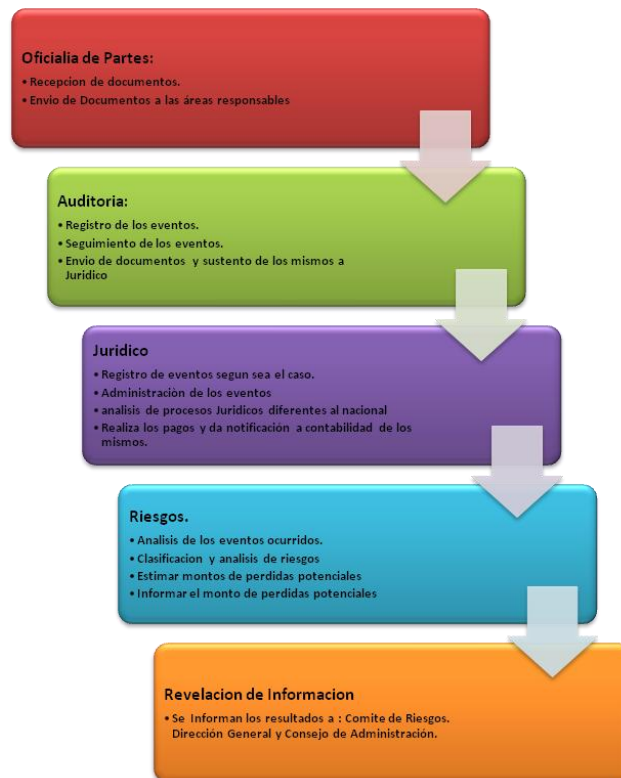 Oficialia de Partes:
• Recepcion de documentos.
• Envio de Documentos a las áreas responsables
Auditoria:
• Registro de los eventos.
• Seguimiento de los eventos.
• Envio de documentos y sustento de los mismos a
Juridico
Juridico
• Registro de eventos segun sea el caso.
• Administraciòn de los eventos
• analisis de procesos Juridicos diferentes al nacional
• Realiza los pagos y da notificación a contabilidad de los
mismos.
Riesgos.
• Analisis de los eventos ocurridos.
• Clasificacion y analisis de riesgos
• Estimar montos de perdidas potenciales
• Informar el monto de perdidas potenciales
Revelacion de Informacion
• Se Informan los resultados a : Comite de Riesgos.
Dirección General y Consejo de Administración.